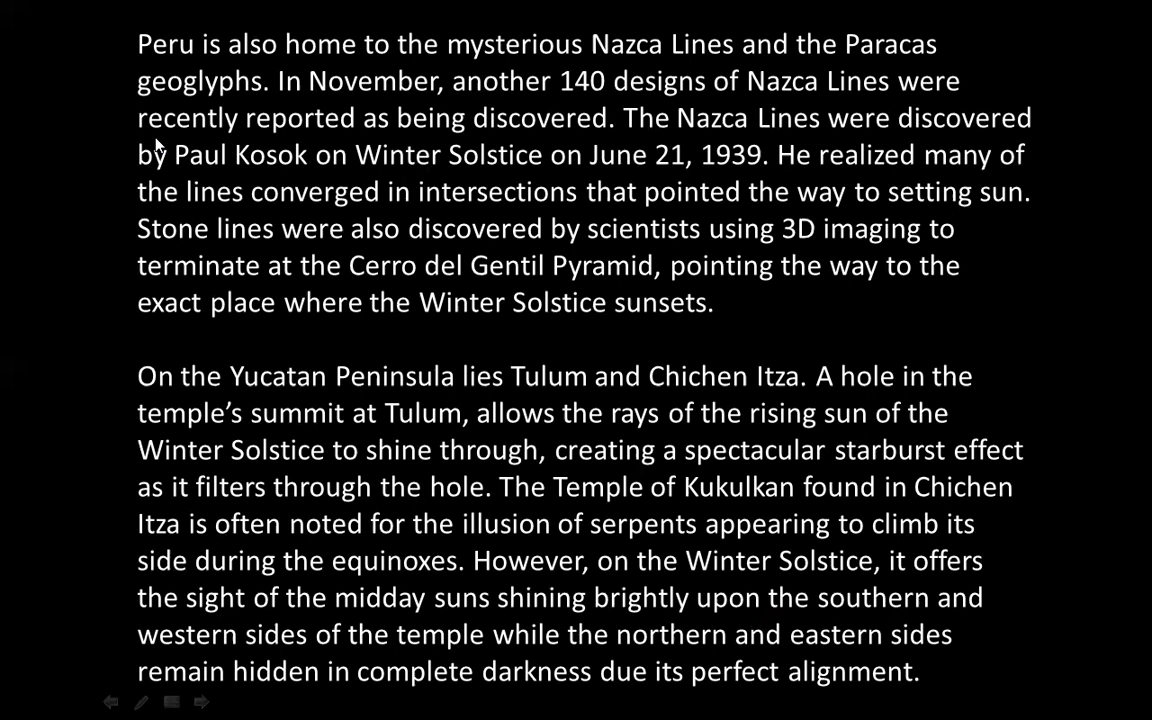 Peru is also home to the mysterious Nazca Lines and the Paracas
geoglyphs. In November, another 140 designs of Nazca Lines were
recently reported as being discovered. The Nazca Lines were discovered
by Paul Kosok on Winter Solstice on June 21, 1939. He realized many of
the lines converged in intersections that pointed the way to setting sun.
Stone lines were also discovered by scientists using 3D imaging to
terminate at the Cerro del Gentil Pyramid, pointing the way to the
exact place where the Winter Solstice sunsets.
On the Yucatan Peninsula lies Tulum and Chichen Itza. A hole in the
temple’s summit at Tulum, allows the rays of the rising sun of the
Winter Solstice to shine through, creating a spectacular starburst effect
as it filters through the hole. The Temple of Kukulkan found in Chichen
Itza is often noted for the illusion of serpents appearing to climb its
side during the equinoxes. However, on the Winter Solstice, it offers
the sight of the midday suns shining brightly upon the southern and
western sides of the temple while the northern and eastern sides
remain hidden in complete darkness due its perfect alignment.